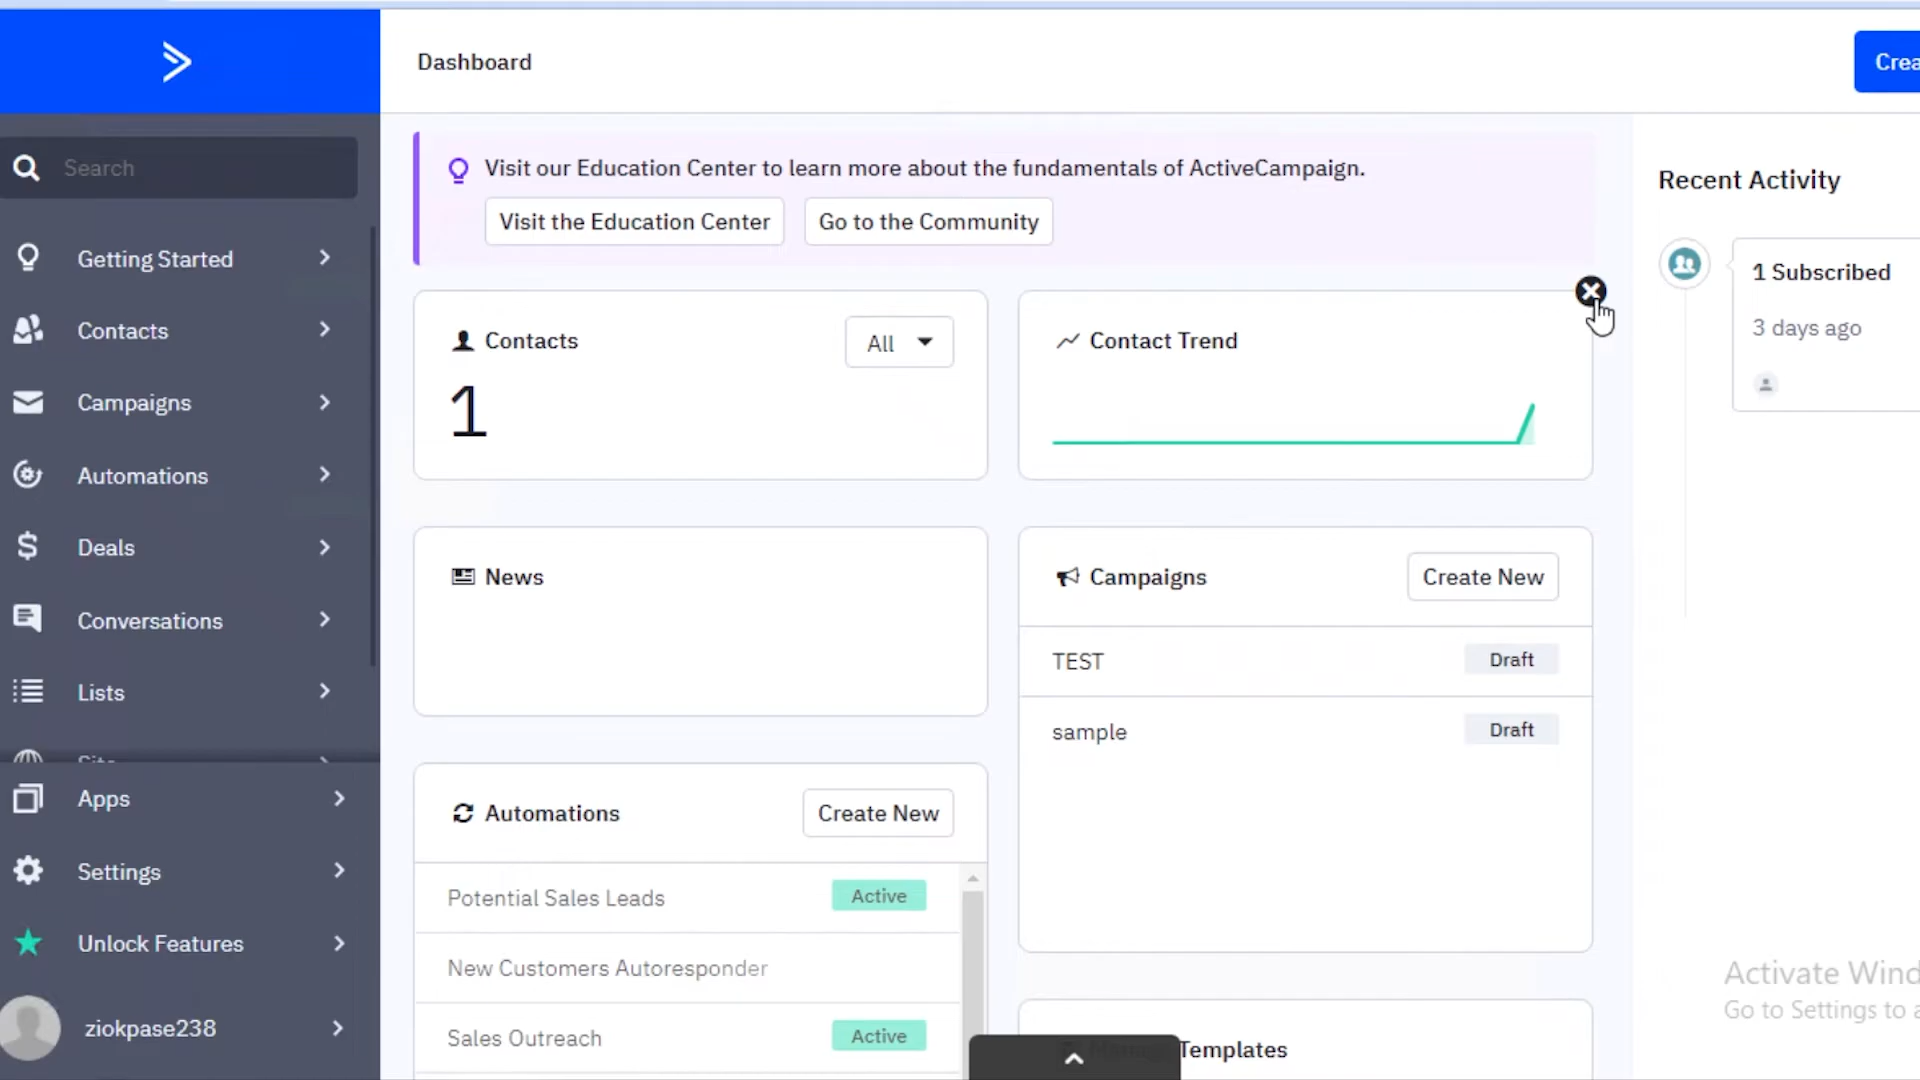 Dashboard
Crea
Search
Getting Started
Contacts
Campaigns
Automations
Deals
Conversations
Lists
Apps
Settings
Unlock Features
ziokpase238
Visit our Education Center to learn more about the fundamentals of ActiveCampaign.
Visit the Education Center
Go to the Community
Contacts
All
1
Contact Trend
News
Campaigns
Create New
TEST
Draft
sample
Draft
Automations
Create New
Potential Sales Leads
Active
New Customers Autoresponder
Sales Outreach
Active
Templates
Recent Activity
1 Subscribed
3 days ago
Activate Wind
Go to Settings to a